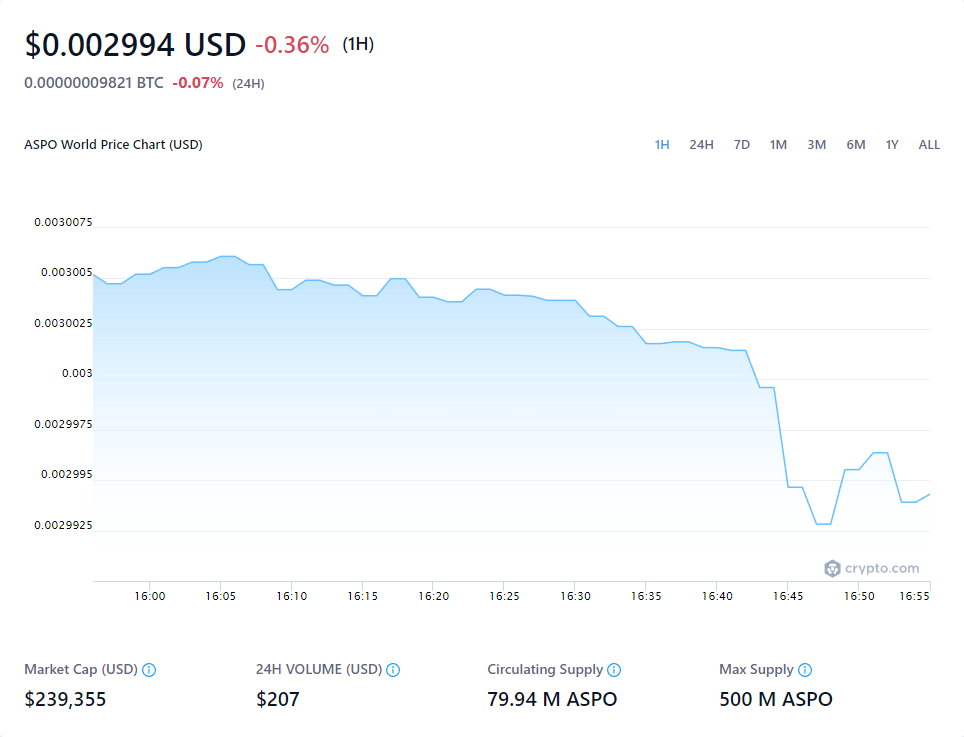 $0.002994 USD -0.36% (1H)
0.00000009821 BTC -0.07% (24H)
ASPO World Price Chart (USD)
1H 24H 7D 1M 3M 6M 1Y ALL
0.0030075
0.003005
0.0030025
0.003
0.0029975
0.002995
0.0029925
crypto.com
16:00 16:05 16:10 16:15 16:20 16:25 16:30 16:35 16:40 16:45 16:50 16:55
Market Cap (USD) 24H VOLUME (USD) Circulating Supply Max Supply
$239,355 $207 79.94 M ASPO 500 M ASPO